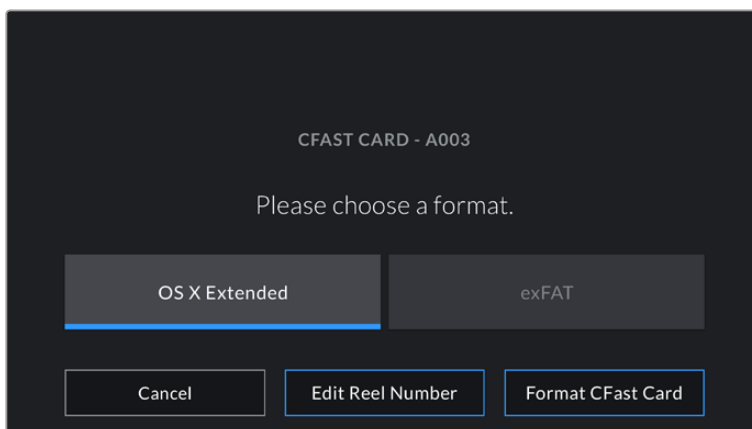 CFAST CARD - A003
Please choose a format.
OS X Extended
exFAT
Cancel
Edit Reel Number
Format CFast Card